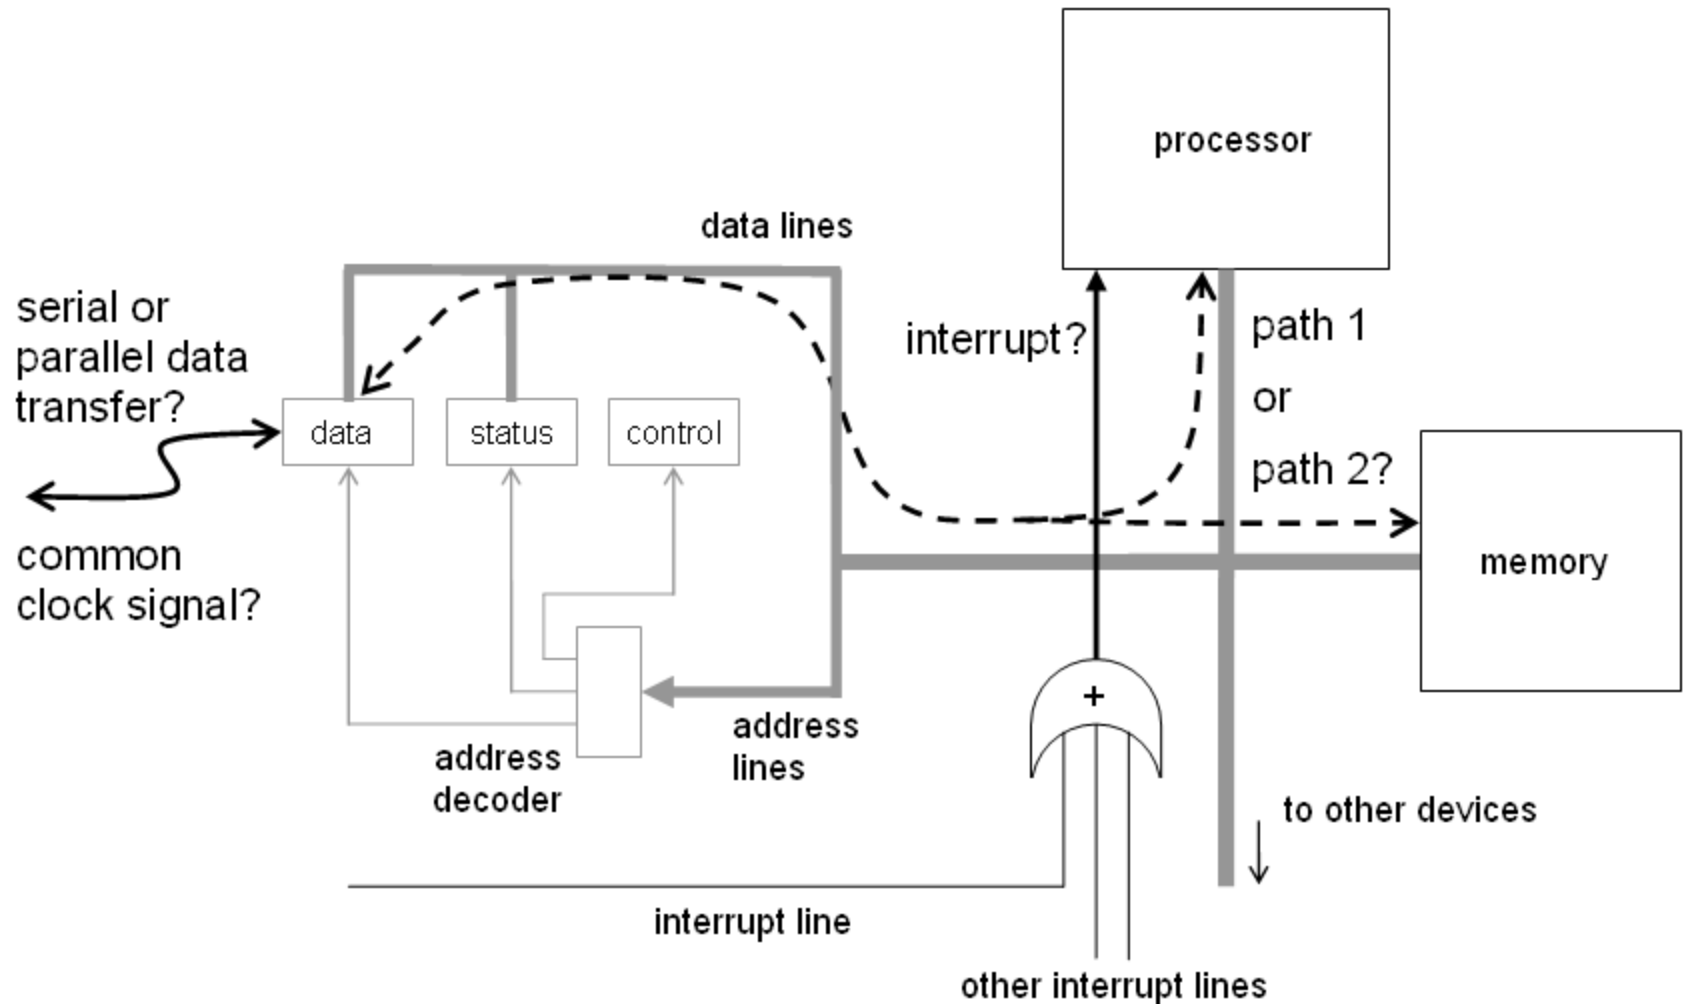 processor
data lines
serial or
parallel data
transfer?
interrupt?
path 1
or
path 2?
data
status
control
memory
common
clock signal?
+
address
lines
address
decoder
to other devices
interrupt line
other interrupt lines